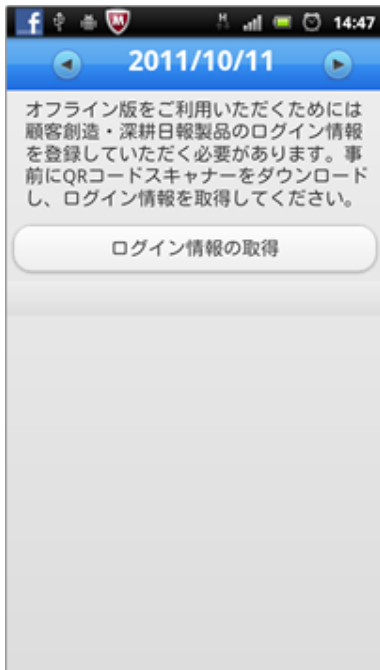 14:47
2011/10/11
オフライン版をご利用いただくためには
顧客創造・深耕日報製品のログイン情報
を登録していただく必要があります。事
前にQRコードスキャナーをダウンロード
し、ログイン情報を取得してください。
ログイン情報の取得